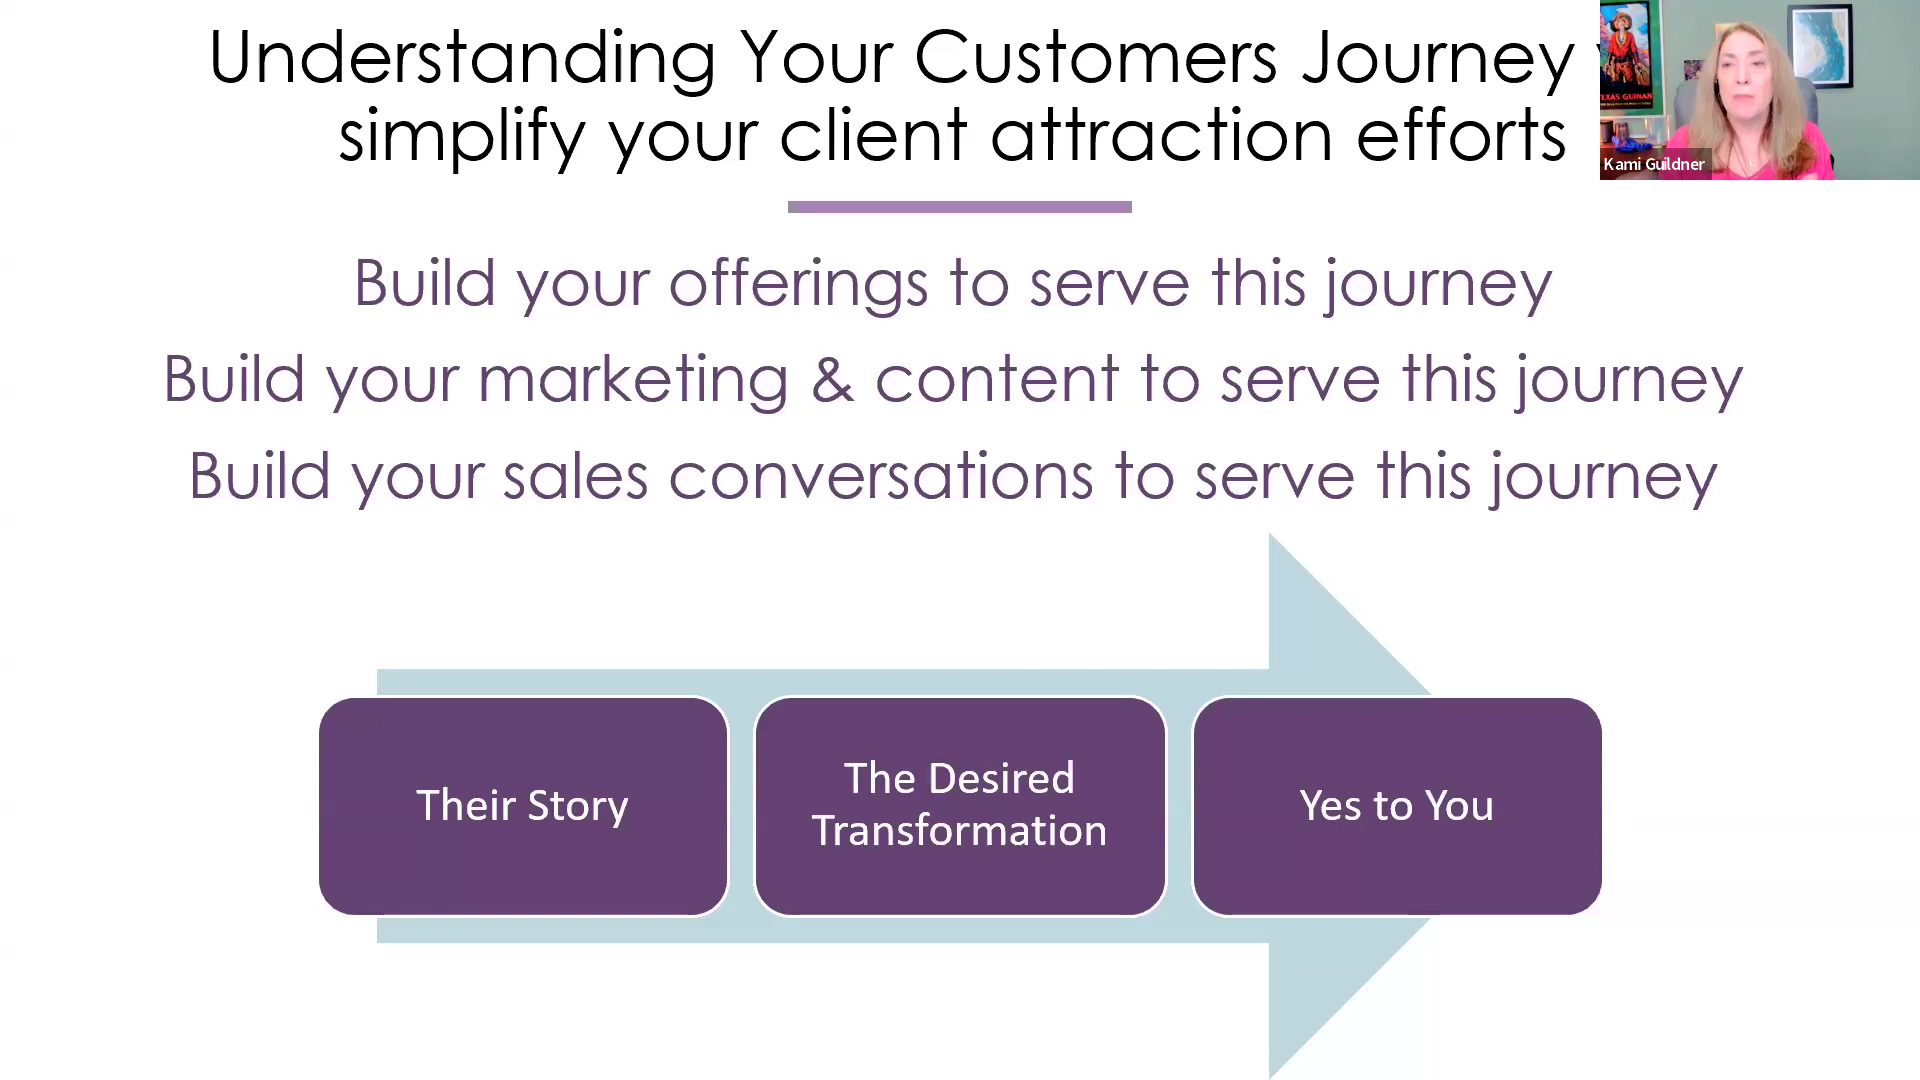 Understanding Your Customers Journey
simplify your client attraction efforts
TEXAS GUINAN
Kami Guildner
Build your offerings to serve this journey
Build your marketing & content to serve this journey
Build your sales conversations to serve this journey
Their Story
The Desired
Transformation
Yes to You